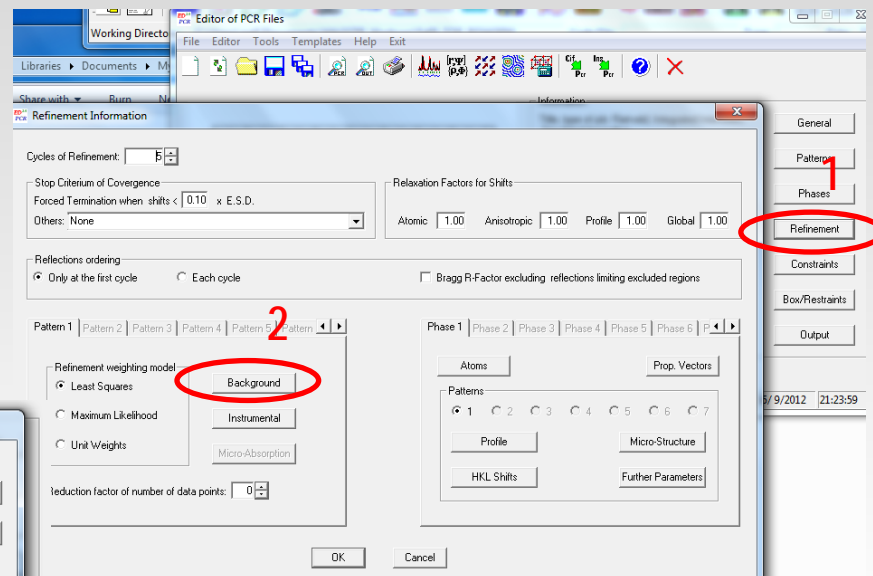 Editor of PCR Files
Working Directo
File Editor Tools Templates Help Exit
Libraries Documents
Share with Burn
Information
Refinement Information
General
Cycles of Refinement: 5
Patterns
1
Stop Criterium of Covergence
Relaxation Factors for Shifts
Phases
Forced Termination when shifts < 0.10 x E.S.D.
Others: None
Atomic 1.00 Anisotropic 1.00 Profile 1.00 Global 1.00
Refinement
Reflections ordering
Only at the first cycle Each cycle
Bragg R-Factor excluding reflections limiting excluded regions
Constraints
Box/Restraints
Output
Pattern 1 Pattern 2 Pattern 3 Pattern 4 Pattern 5 Pattern
2
Phase 1 Phase 2 Phase 3 Phase 4 Phase 5 Phase 6 P
Refinement weighting model
Least Squares
Background
Maximum Likelihood
Instrumental
Unit Weights
Micro-Absorption
Reduction factor of number of data points: 0
Atoms Prop. Vectors
Patterns
1 2 3 4 5 6 7
Profile Micro-Structure
HKL Shifts Further Parameters
/ 9/2012 21:23:59
OK Cancel